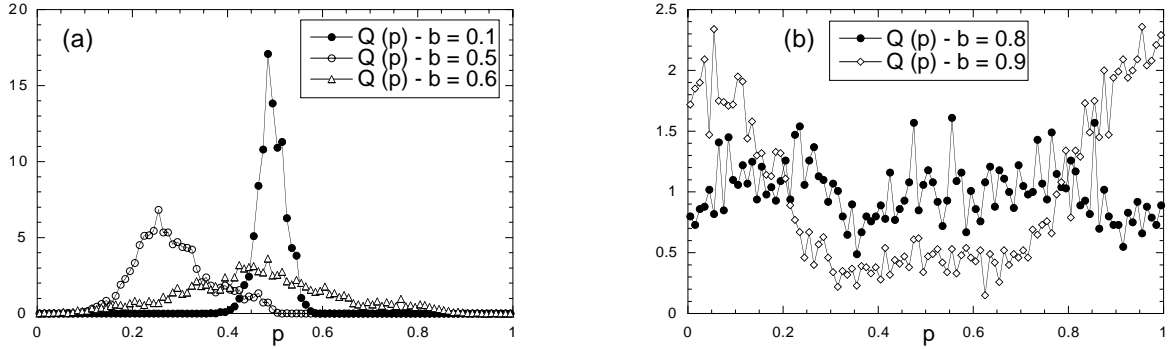 (a)
Q (p) - b = 0.1
Q (p) - b = 0.5
Q (p) - b = 0.6
20
15
10
5
0
0 0.2 0.4 0.6 0.8 1
p
(b)
Q (p) - b = 0.8
Q (p) - b = 0.9
2.5
2
1.5
1
0.5
0
0 0.2 0.4 0.6 0.8 1
p